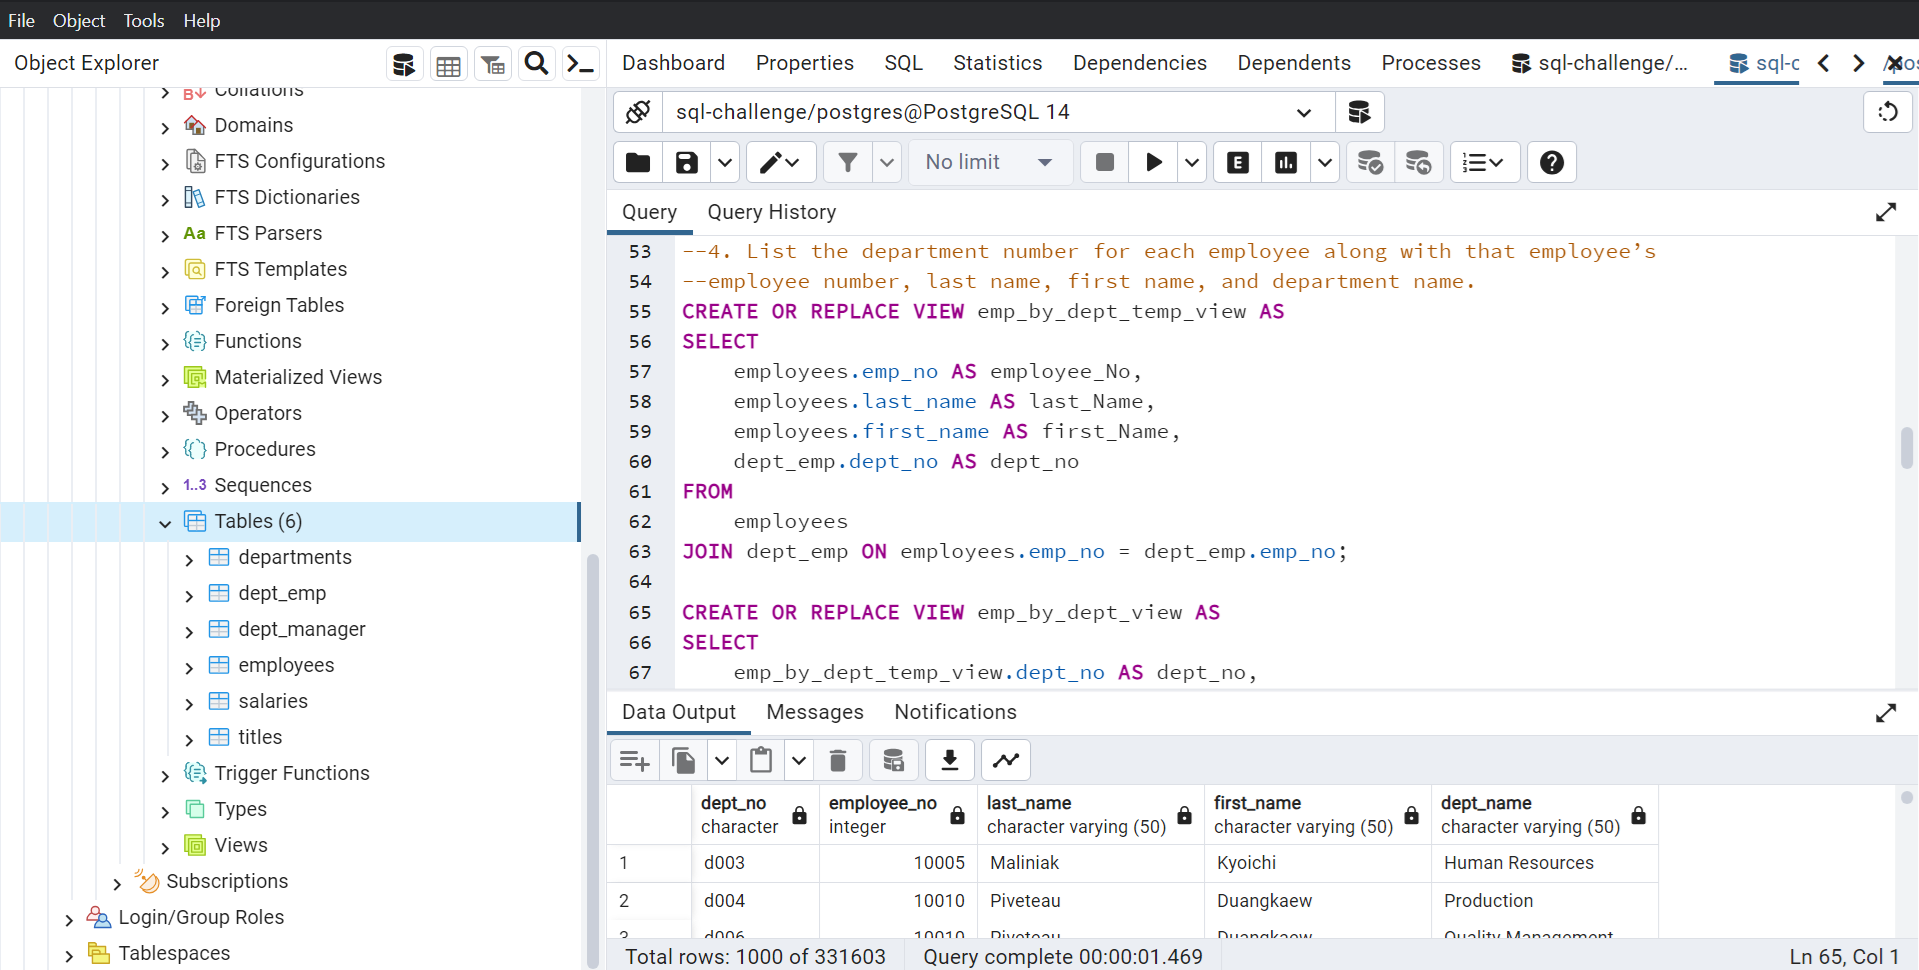 File Object Tools Help
Object Explorer
Dashboard Properties SQL Statistics Dependencies Dependents Processes sql-challenge/... sql-c
sql-challenge/postgres@PostgreSQL 14
No limit
Query Query History
Collations
Domains
FTS Configurations
FTS Dictionaries
Aa FTS Parsers
FTS Templates
Foreign Tables
Functions
Materialized Views
Operators
Procedures
1..3 Sequences
Tables (6)
departments
dept_emp
dept_manager
employees
salaries
titles
Trigger Functions
Types
Views
Subscriptions
Login/Group Roles
Tablespaces
53 --4. List the department number for each employee along with that employee’s
54 --employee number, last name, first name, and department name.
55 CREATE OR REPLACE VIEW emp_by_dept_temp_view AS
56 SELECT
57 employees.emp_no AS employee_No,
58 employees.last_name AS last_Name,
59 employees.first_name AS first_Name,
60 dept_emp.dept_no AS dept_no
61 FROM
62 employees
63 JOIN dept_emp ON employees.emp_no = dept_emp.emp_no;
64
65 CREATE OR REPLACE VIEW emp_by_dept_view AS
66 SELECT
67 emp_by_dept_temp_view.dept_no AS dept_no,
Data Output Messages Notifications
dept_no employee_no last_name first_name dept_name
character integer character varying (50) character varying (50) character varying (50)
1 d003 10005 Maliniak Kyoichi Human Resources
2 d004 10010 Piveteau Duangkaew Production
3 d006 10010 Piveteau Duangkaew Quality Management
Total rows: 1000 of 331603 Query complete 00:00:01.469 Ln 65, Col 1